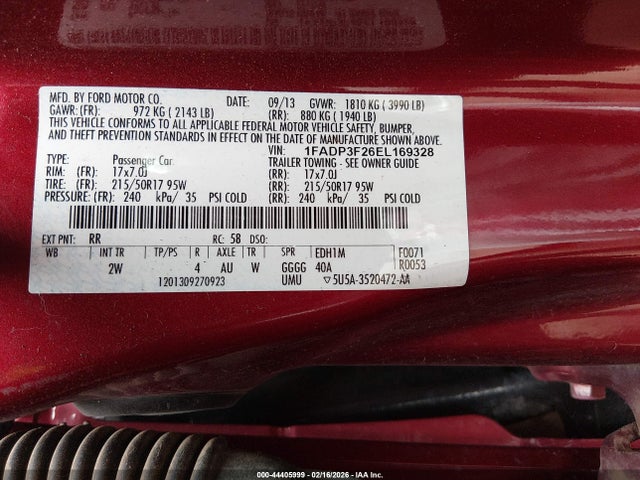 MFD. BY FORD MOTOR CO. DATE: 09/13 GVWR: 1810 KG ( 3990 LB)
GAWR: (FR): 972 KG ( 2143 LB) (RR): 880 KG ( 1940 LB)
THIS VEHICLE CONFORMS TO ALL APPLICABLE FEDERAL MOTOR VEHICLE SAFETY, BUMPER,
AND THEFT PREVENTION STANDARDS IN EFFECT ON THE DATE OF MANUFACTURE SHOWN ABOVE.
VIN: 1FADP3F26EL169328
TYPE: Passenger Car TRAILER TOWING - SEE OWNER GUIDE
RIM: (FR) 17x7.0J (RR): 17x7.0J
TIRE: (FR) 215/50R17 95W (RR): 215/50R17 95W
PRESSURE: (FR) 240 kPa/ 35 PSI COLD (RR): 240 kPa/ 35 PSI COLD
EXT PNT: RR RC: 58 DSO:
WB INT TR TP/PS R AXLE TR SPR EDH1M F0071
2W 4 AU W GGGG 40A R0053
1201309270923 UMU ▽5U5A-3520472-AA
000-44405999 - 02/16/2026 - IAA Inc.